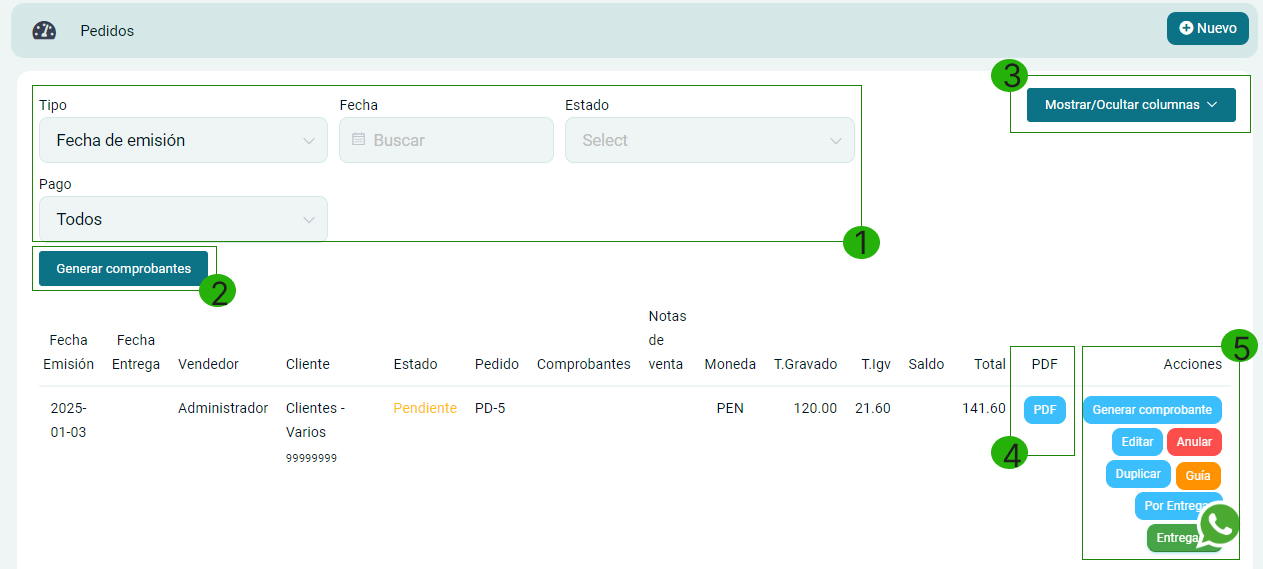 Pedidos
Nuevo
3
Tipo
Fecha
Estado
Mostrar/Ocultar columnas
Fecha de emisión
Buscar
Select
Pago
Todos
1
Generar comprobantes
2
Fecha Emisión
Fecha Entrega
Vendedor
Cliente
Estado
Pedido
Comprobantes
Notas de venta
Moneda
T.Gravado
T.Igv
Saldo
Total
PDF
Acciones
5
2025-01-03
Administrador
Clientes - Varios
99999999
Pendiente
PD-5
PEN
120.00
21.60
141.60
PDF
4
Generar comprobante
Editar
Anular
Duplicar
Guía
Por